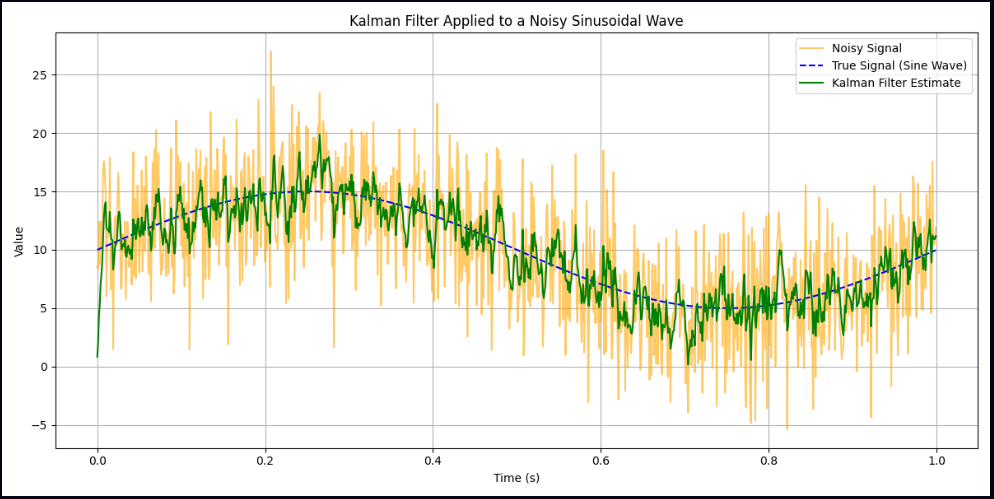 Kalman Filter Applied to a Noisy Sinusoidal Wave
Noisy Signal
True Signal (Sine Wave)
Kalman Filter Estimate
Value
25
20
15
10
5
0
−5
0.0 0.2 0.4 0.6 0.8 1.0
Time (s)